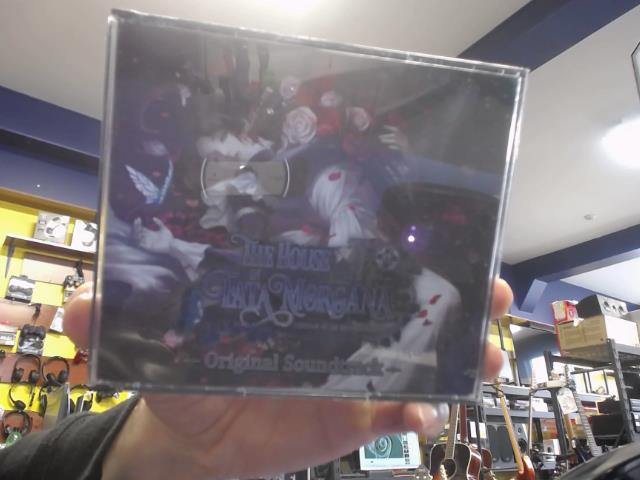 The House
in
Fata Morgana
— Original Soundtrack —